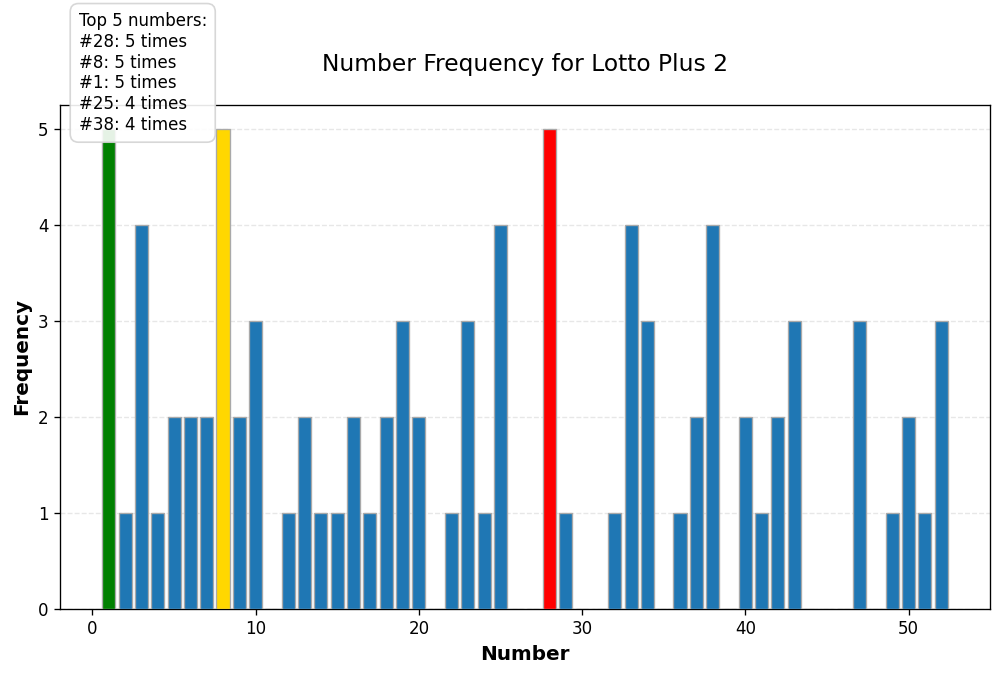 Top 5 numbers:
#28: 5 times
#8: 5 times
#1: 5 times
#25: 4 times
#38: 4 times
Number Frequency for Lotto Plus 2
Frequency
5
4
3
2
1
0
0 10 20 30 40 50
Number